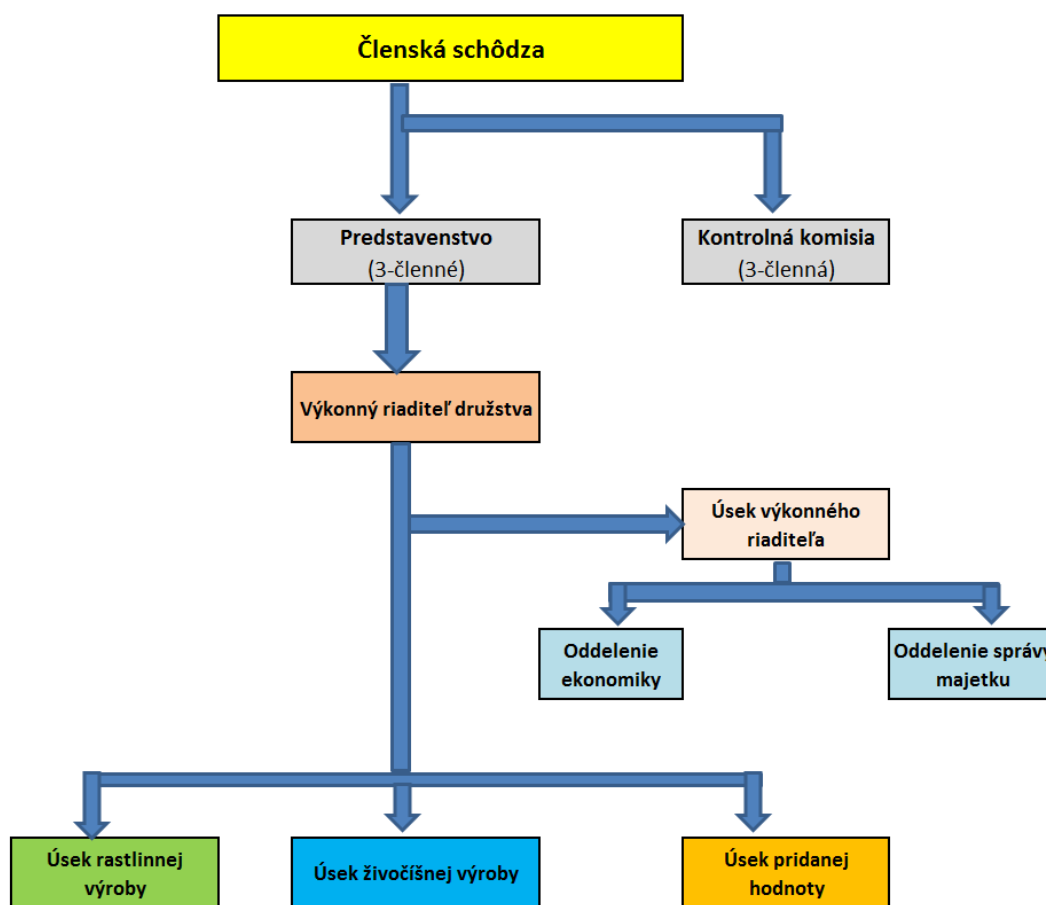 Členská schôdza
Predstavenstvo
(3-členné)
Kontrolná komisia
(3-členná)
Výkonný riaditeľ družstva
Úsek výkonného
riaditeľa
Oddelenie
ekonomiky
Oddelenie správy
majetku
Úsek rastlinnej
výroby
Úsek živočíšnej výroby
Úsek pridanej
hodnoty